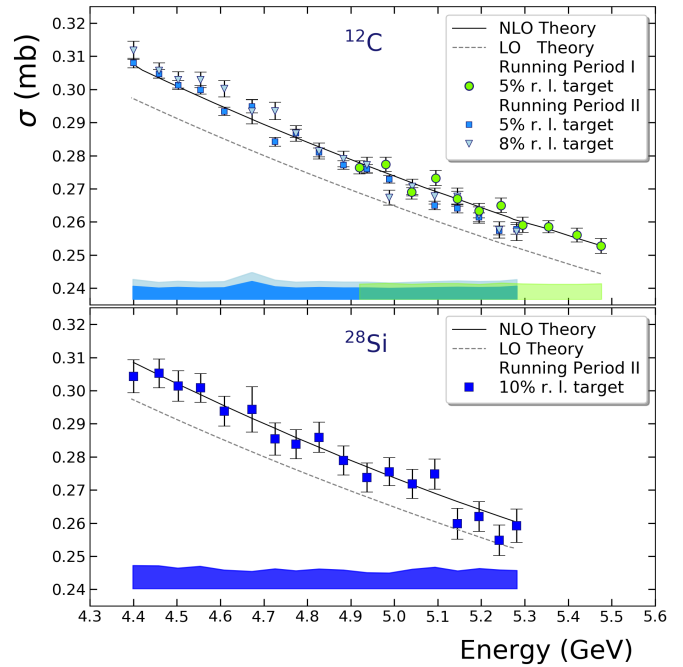 0.32
0.31
0.30
0.29
0.28
0.27
0.26
0.25
0.24
σ (mb)
¹²C
NLO Theory
LO Theory
Running Period I
5% r. l. target
Running Period II
5% r. l. target
8% r. l. target
0.32
0.31
0.30
0.29
0.28
0.27
0.26
0.25
0.24
²⁸Si
NLO Theory
LO Theory
Running Period II
10% r. l. target
4.3 4.4 4.5 4.6 4.7 4.8 4.9 5.0 5.1 5.2 5.3 5.4 5.5 5.6
Energy (GeV)